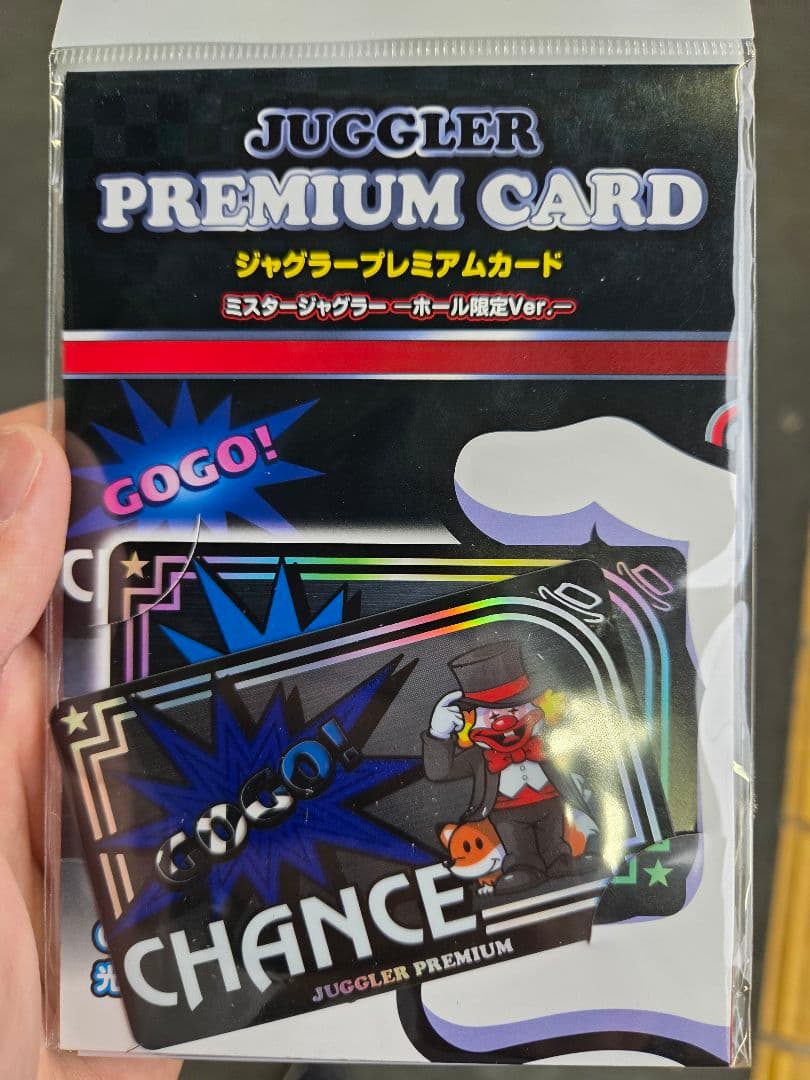 JUGGLER
PREMIUM CARD
ジャグラープレミアムカード
ミスタージャグラー ーホール限定Ver.ー
GOGO!
GOGO!
CHANCE
JUGGLER PREMIUM
光